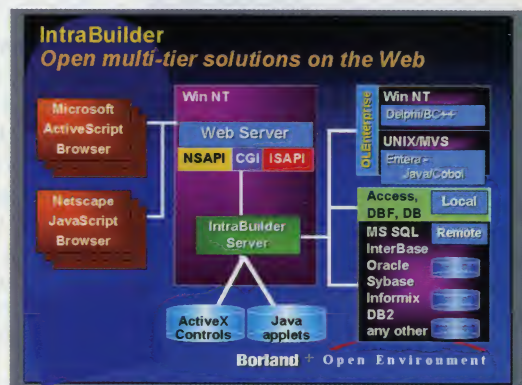 IntraBuilder
Open multi-tier solutions on the Web
Microsoft
ActiveScript
Browser
Netscape
JavaScript
Browser
Win NT
Web Server
NSAPI
CGI
ISAPI
IntraBuilder
Server
ActiveX
Controls
Java
applets
OLEnterprise
Win NT
Delphi/BC++
UNIX/MVS
Entera -
Java/Cobol
Access,
DBF, DB
Local
MS SQL
Remote
InterBase
Oracle
Sybase
Informix
DB2
any other
Borland + Open Environment